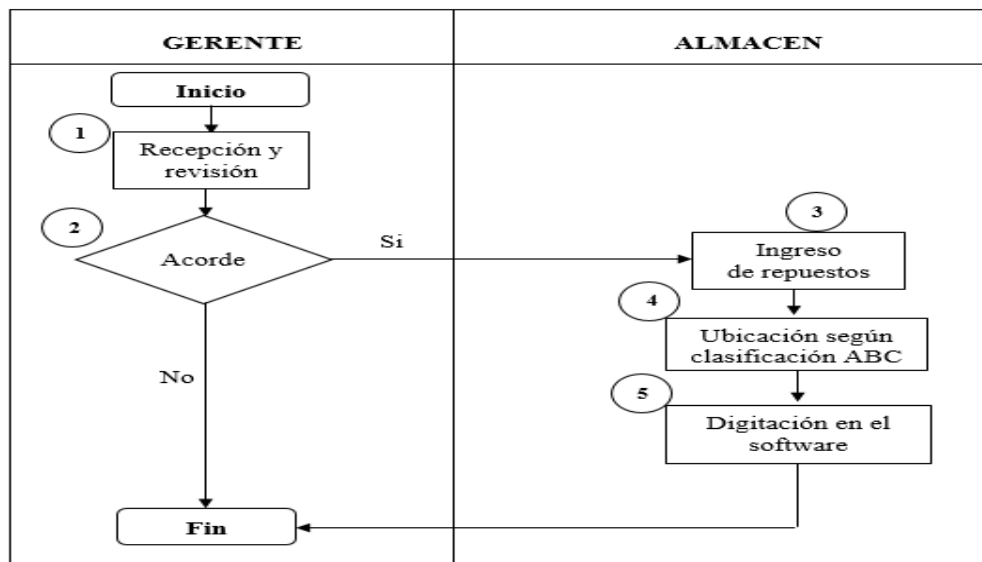 GERENTE
ALMACEN
Inicio
1
Recepción y
revisión
2
Acorde
Si
3
Ingreso
de repuestos
4
Ubicación según
clasificación ABC
No
5
Digitación en el
software
Fin